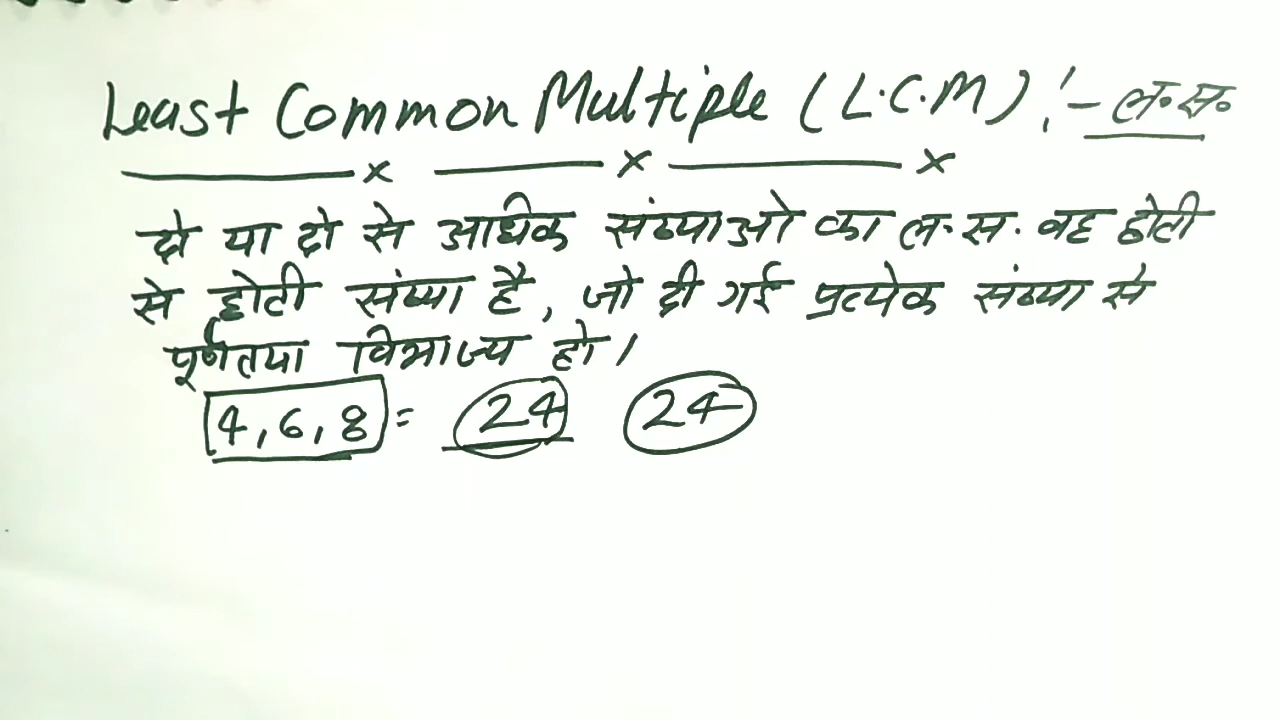 Least Common Multiple (L.C.M) :- ल॰स॰
दो या दो से अधिक संख्याओ का ल.स. वह छोटी
से छोटी संख्या है, जो दी गई प्रत्येक संख्या से
पूर्णतया विभाज्य हो।
4, 6, 8 = 24 24